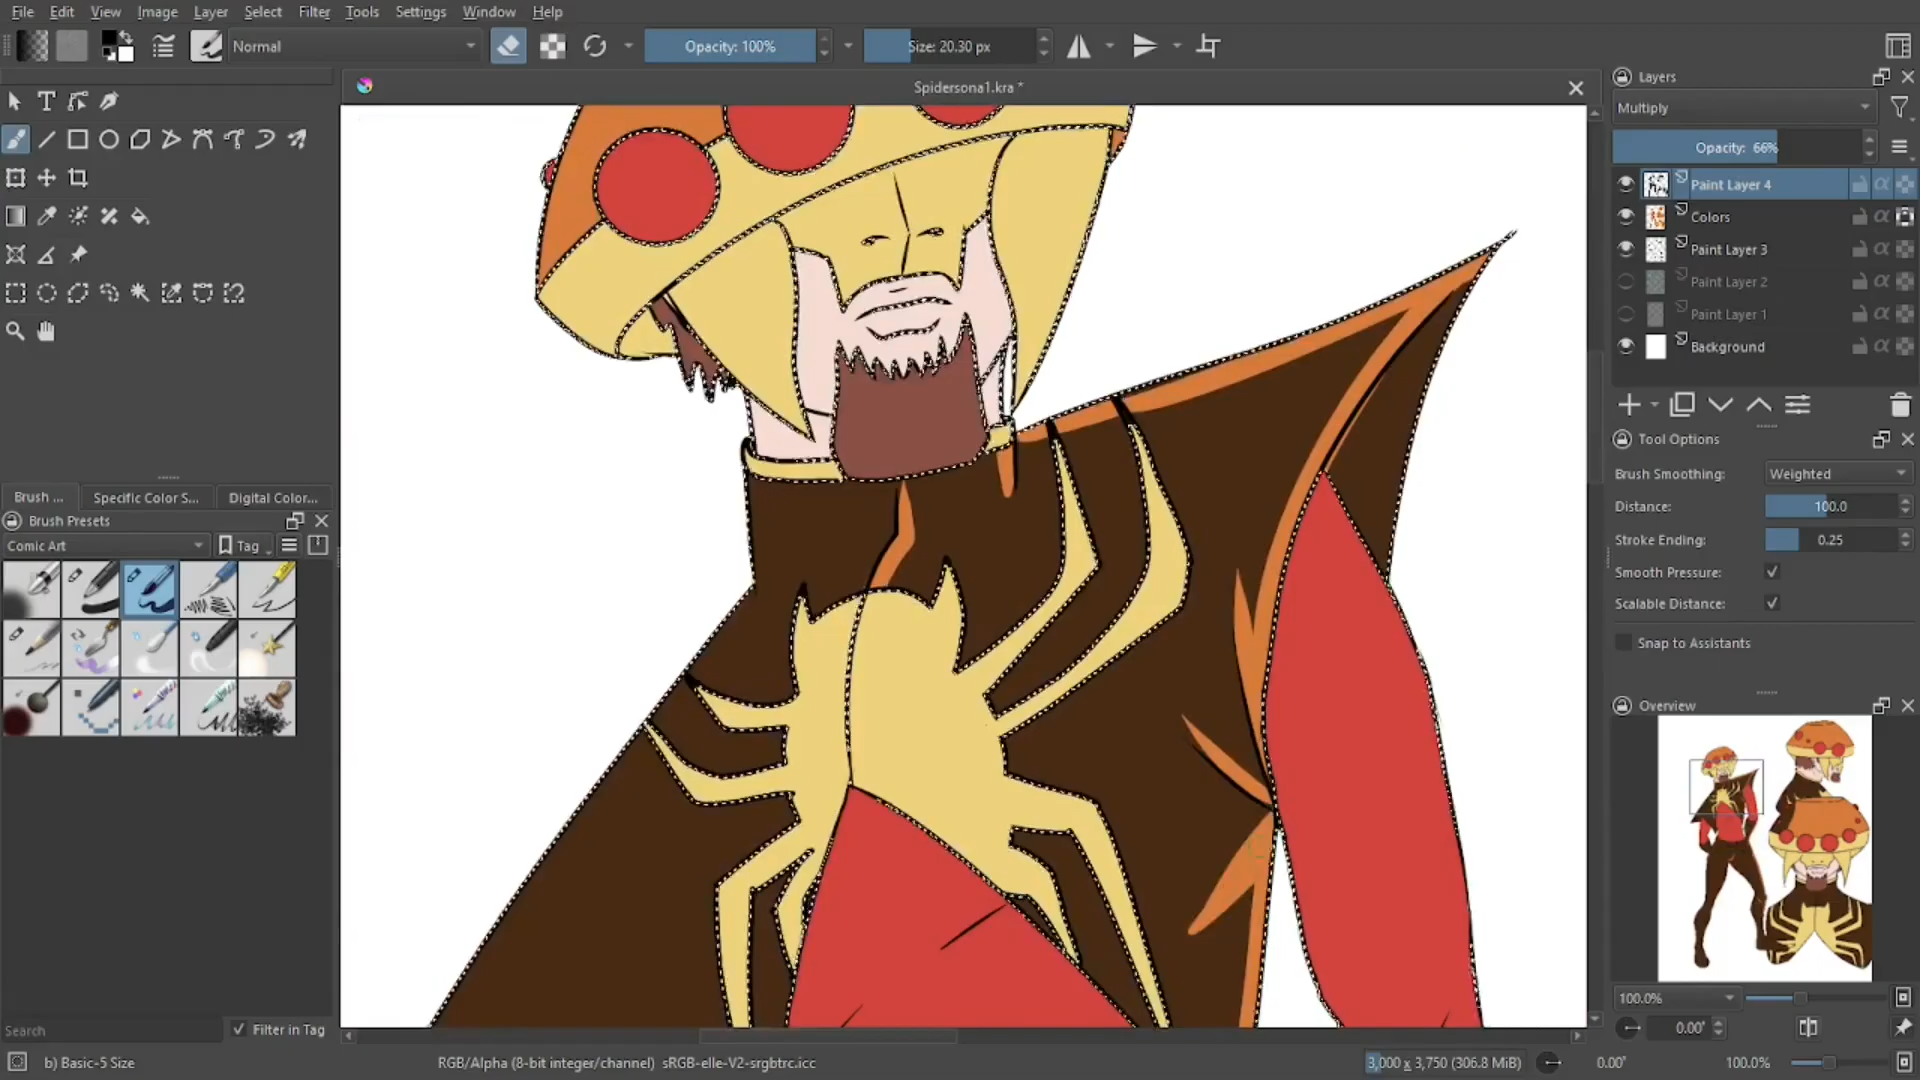 File Edit View Image Layer Select Filter Tools Settings Window Help
Normal
Opacity: 100%
Size: 20.30 px
Spidersona1.kra *
Layers
Multiply
Opacity: 66%
Paint Layer 4
Colors
Paint Layer 3
Paint Layer 2
Paint Layer 1
Background
Tool Options
Brush Smoothing: Weighted
Distance: 100.0
Stroke Ending: 0.25
Smooth Pressure:
Scalable Distance:
Snap to Assistants
Overview
100.0%
0.00°
Brush ... Specific Color S... Digital Color...
Brush Presets
Comic Art
Tag
Search
Filter in Tag
b) Basic-5 Size
RGB/Alpha (8-bit integer/channel) sRGB-elle-V2-srgbtrc.icc
3,000 x 3,750 (306.8 MiB)
0.00°
100.0%